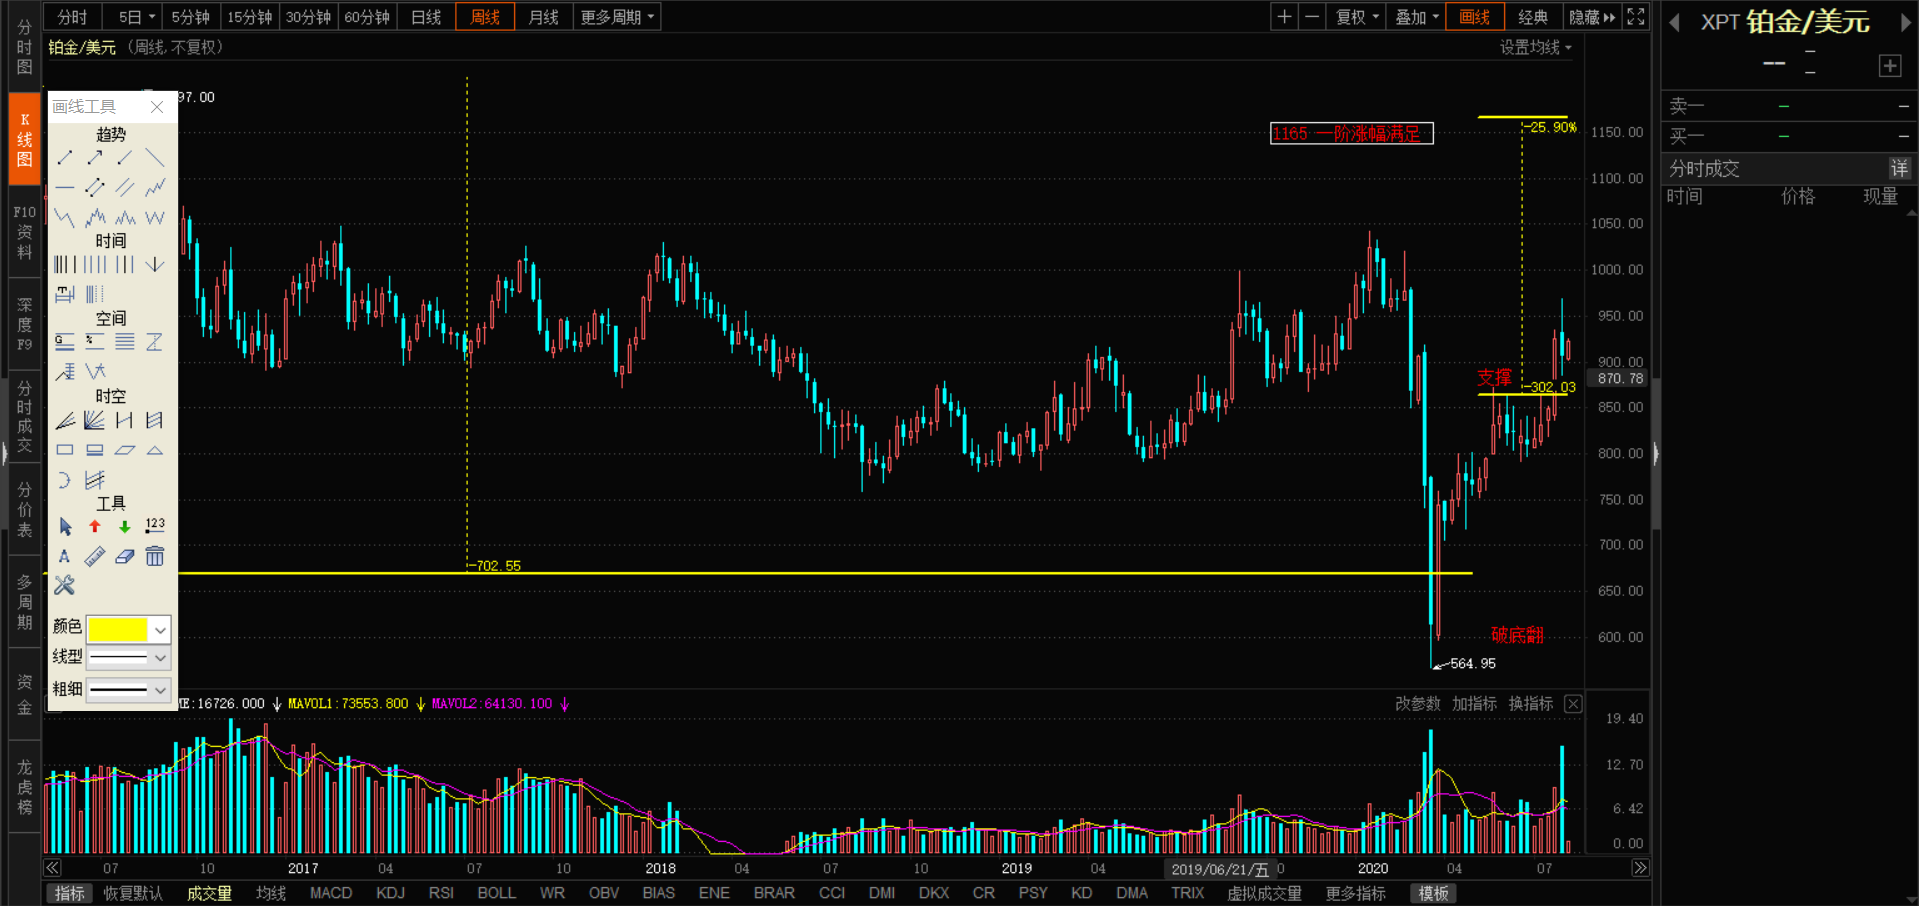 分时 5日 5分钟 15分钟 30分钟 60分钟 日线 周线 月线 更多周期
复权 叠加 画线 经典 隐藏
XPT 铂金/美元
铂金/美元 (周线,不复权)
设置均线
--
卖一 — —
买一 — —
分时成交 详
时间 价格 现量
分时图
K线图
F10资料
深度F9
分时成交
分价表
多周期
资金
龙虎榜
画线工具
趋势
时间
空间
时空
工具
123
A
颜色
线型
粗细
97.00
1165 一阶涨幅满足
-25.90%
支撑
-302.03
-702.55
破底翻
564.95
1150.00
1100.00
1050.00
1000.00
950.00
900.00
870.78
850.00
800.00
750.00
700.00
650.00
600.00
ME:16726.000 ↓ MAVOL1:73553.800 ↓ MAVOL2:64130.100 ↓
改参数 加指标 换指标
19.40
12.70
6.42
0.00
07 10 2017 04 07 10 2018 04 07 10 2019 04 2019/06/21/五 0 2020 04 07
指标 恢复默认 成交量 均线 MACD KDJ RSI BOLL WR OBV BIAS ENE BRAR CCI DMI DKX CR PSY KD DMA TRIX 虚拟成交量 更多指标 模板